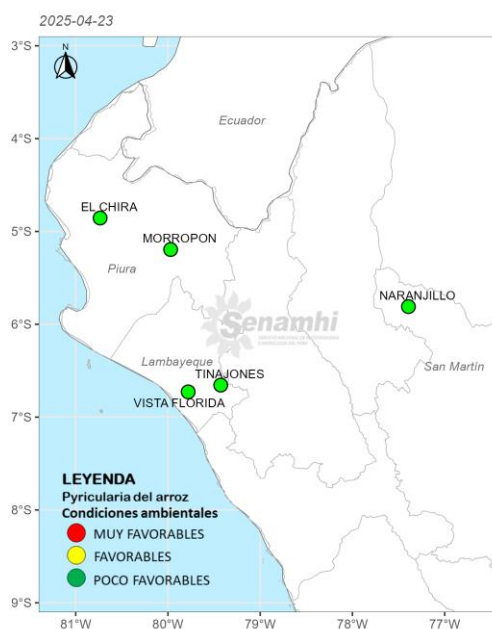 2025-04-23
3°S
N
Ecuador
4°S
EL CHIRA
5°S
MORROPON
Piura
NARANJILLO
6°S
Senamhi
Lambayeque
San Martín
TINAJONES
VISTA FLORIDA
7°S
LEYENDA
Pyricularia del arroz
Condiciones ambientales
8°S
MUY FAVORABLES
FAVORABLES
POCO FAVORABLES
9°S
81°W 80°W 79°W 78°W 77°W